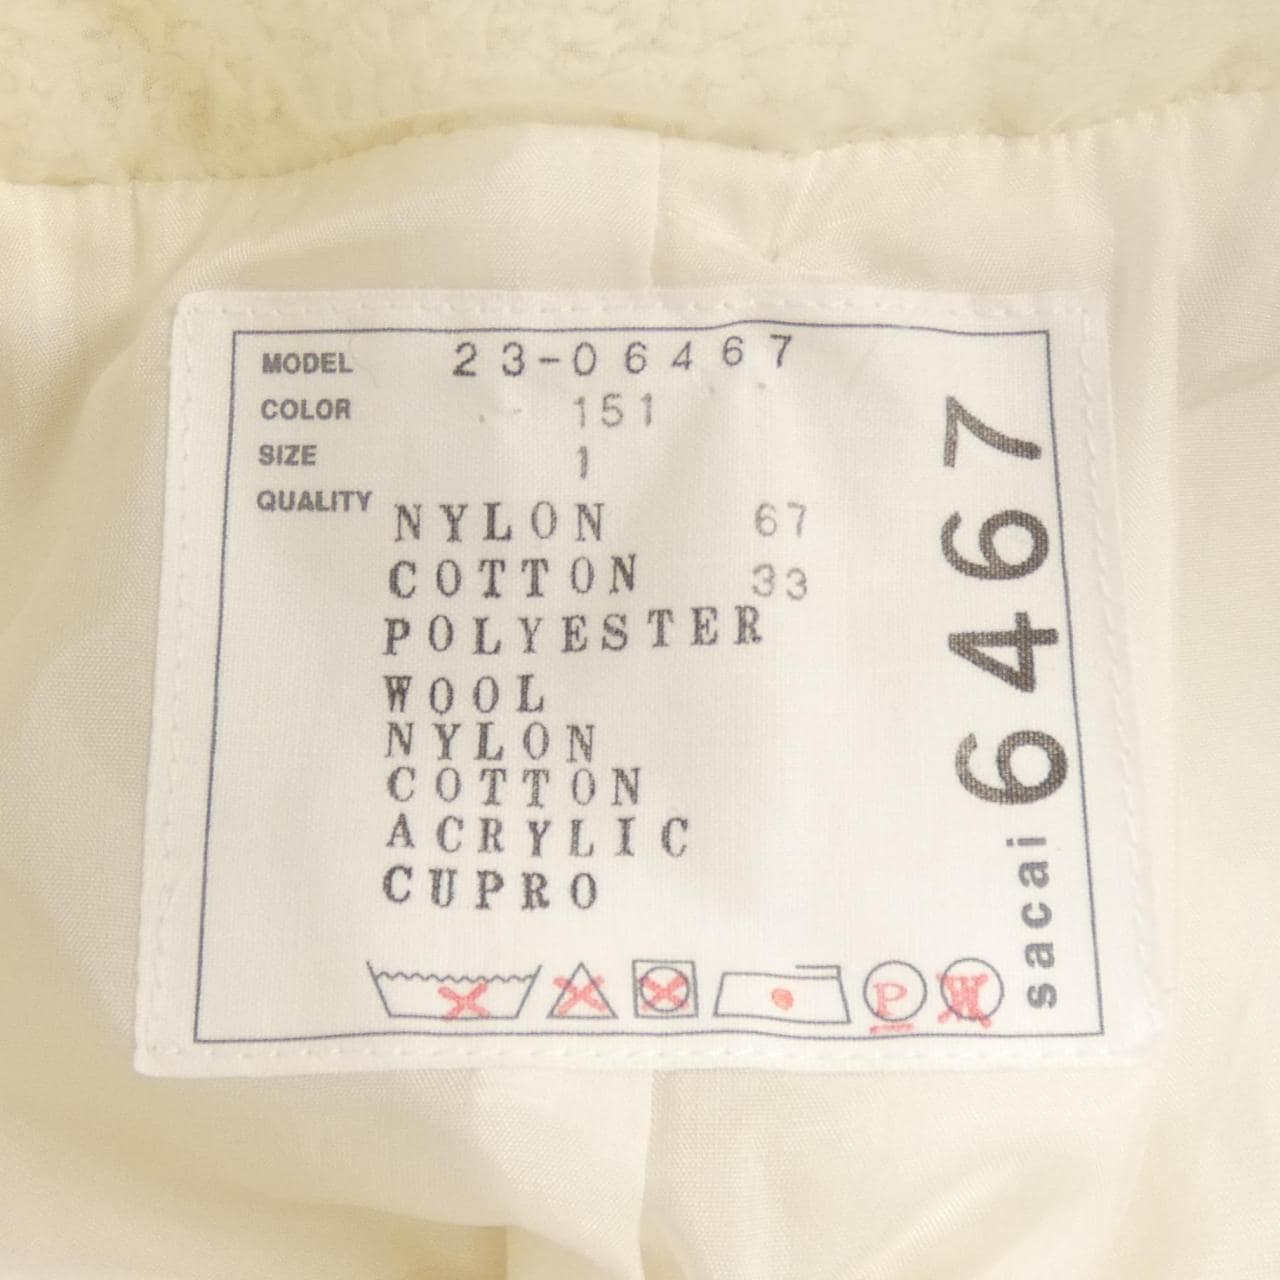 MODEL 23-06467
COLOR 151
SIZE 1
QUALITY
NYLON 67
COTTON 33
POLYESTER
WOOL
NYLON
COTTON
ACRYLIC
CUPRO
P W
sacai 6467